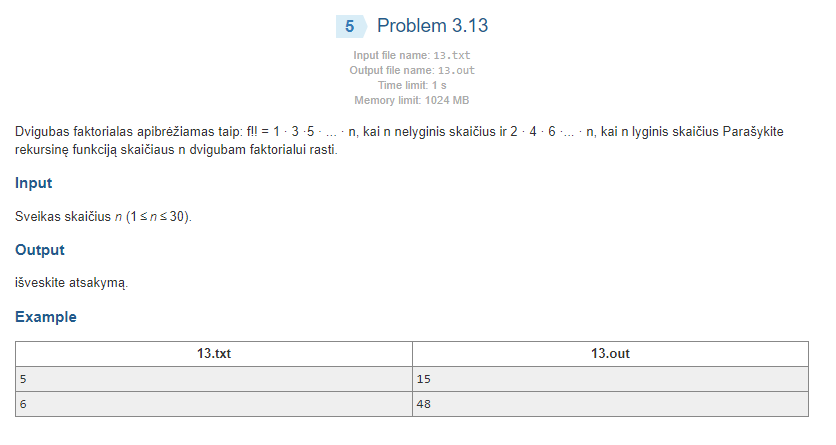 5 Problem 3.13
Input file name: 13.txt
Output file name: 13.out
Time limit: 1 s
Memory limit: 1024 MB
Dvigubas faktorialas apibrėžiamas taip: f!! = 1 · 3 ·5 · ... · n, kai n nelyginis skaičius ir 2 · 4 · 6 ·... · n, kai n lyginis skaičius Parašykite
rekursinę funkciją skaičiaus n dvigubam faktorialui rasti.
Input
Sveikas skaičius n (1 ≤ n ≤ 30).
Output
išveskite atsakymą.
Example
13.txt 13.out
5 15
6 48